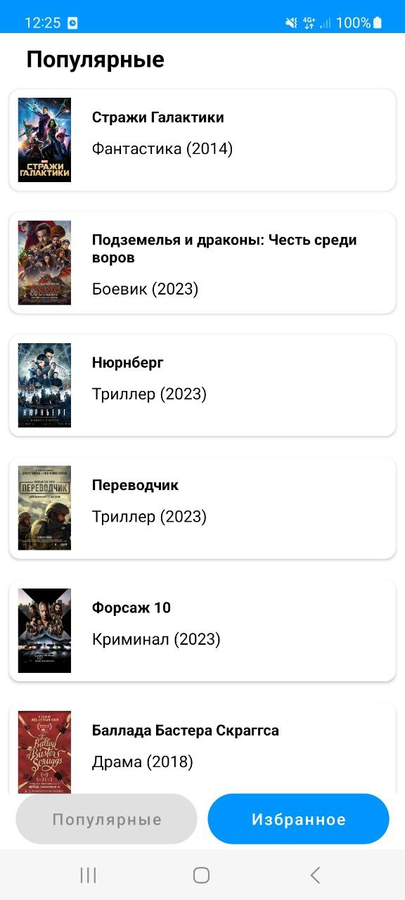 12:25 4G+ 100%
Популярные
Стражи Галактики
Фантастика (2014)
MARVEL
СТРАЖИ
ГАЛАКТИКИ
Подземелья и драконы: Честь среди
воров
Боевик (2023)
Нюрнберг
Триллер (2023)
НЮРНБЕРГ
Переводчик
Триллер (2023)
ПЕРЕВОДЧИК
Форсаж 10
Криминал (2023)
Баллада Бастера Скраггса
Драма (2018)
The
Ballad
of
Buster
Scruggs
Популярные
Избранное